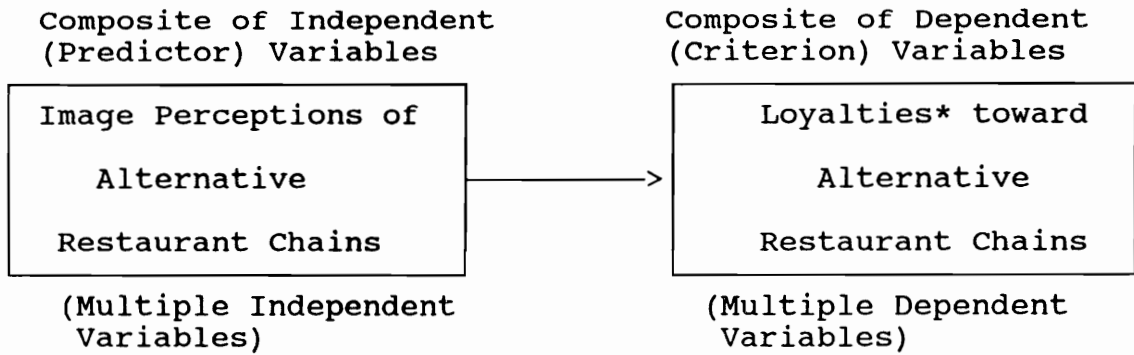 Composite of Independent
(Predictor) Variables
Image Perceptions of
Alternative
Restaurant Chains
(Multiple Independent
Variables)
Composite of Dependent
(Criterion) Variables
Loyalties* toward
Alternative
Restaurant Chains
(Multiple Dependent
Variables)